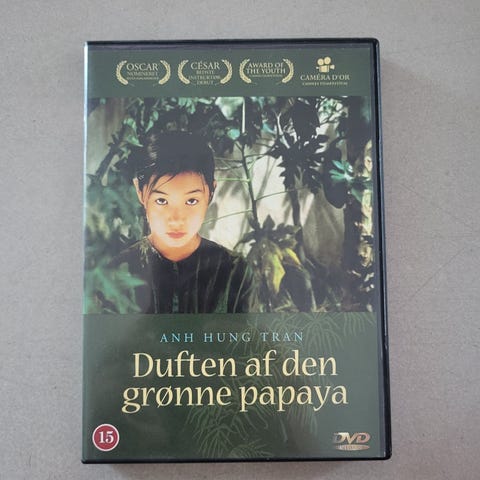 OSCAR
NOMINERET
CÉSAR
BEDSTE
INSTRUKTØR
DEBUT
AWARD OF
THE YOUTH
CAMÉRA D'OR
CANNES FILMFESTIVAL
ANH HUNG TRAN
Duften af den
grønne papaya
15
DVD